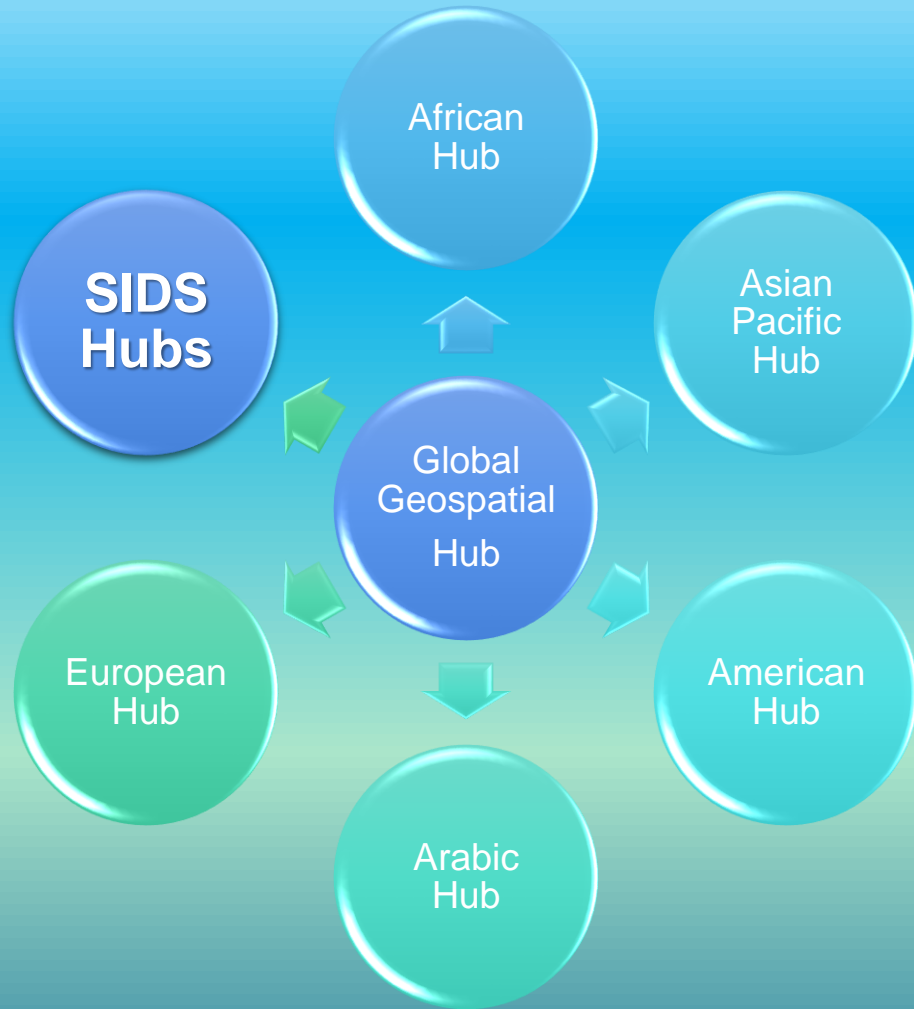 African
Hub
SIDS
Hubs
Asian
Pacific
Hub
Global
Geospatial
Hub
European
Hub
American
Hub
Arabic
Hub